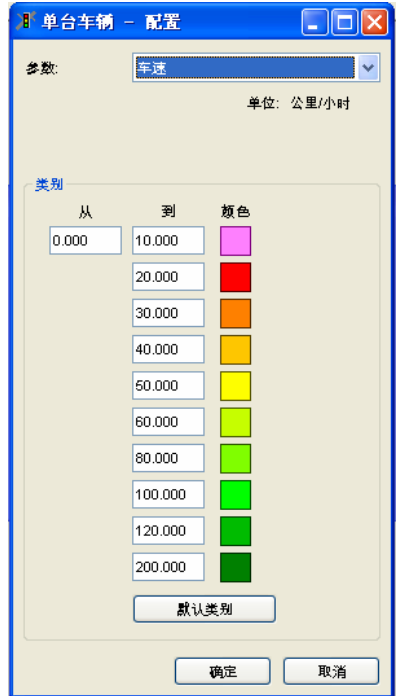 单台车辆 - 配置
参数: 车速
单位: 公里/小时
类别
从 到 颜色
0.000 10.000
20.000
30.000
40.000
50.000
60.000
80.000
100.000
120.000
200.000
默认类别
确定 取消